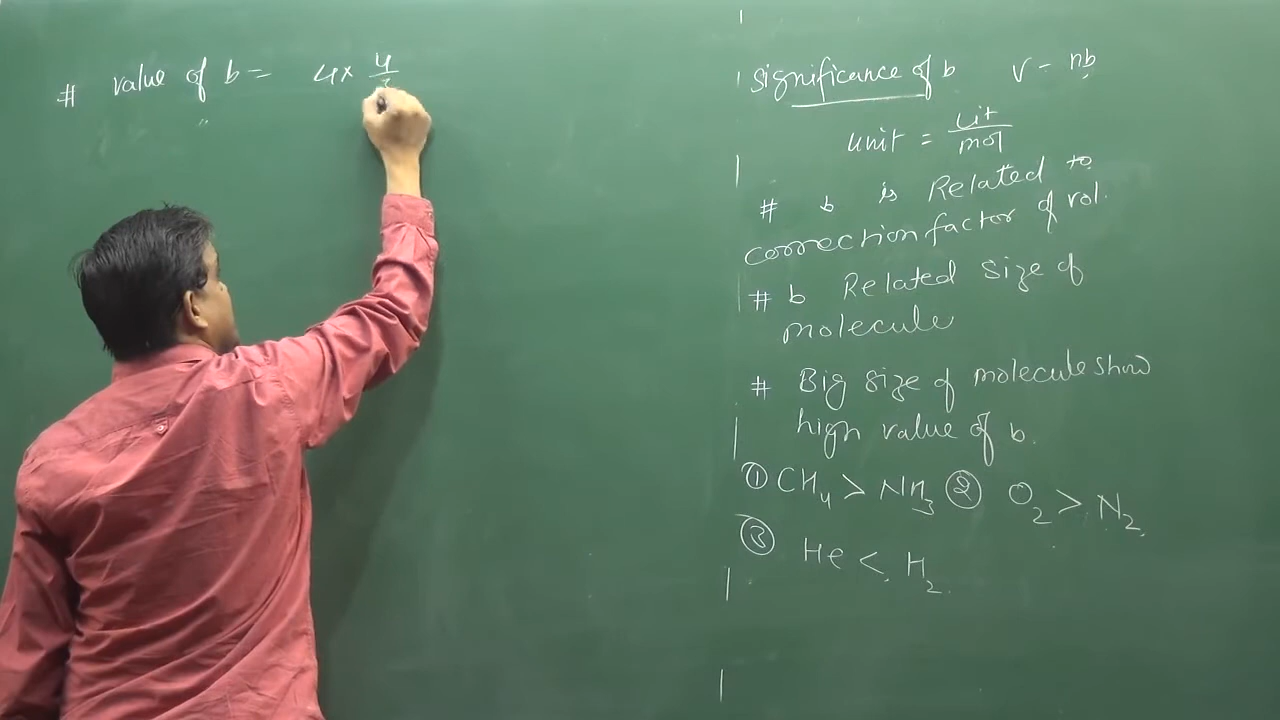 # value of b = 4 × 4
significance of b V - nb
unit = Lit/mol
# b is Related to
correction factor of vol.
# b Related size of
molecule
# Big size of molecule show
high value of b.
① CH4 > NH3 ② O2 > N2
③ He < H2